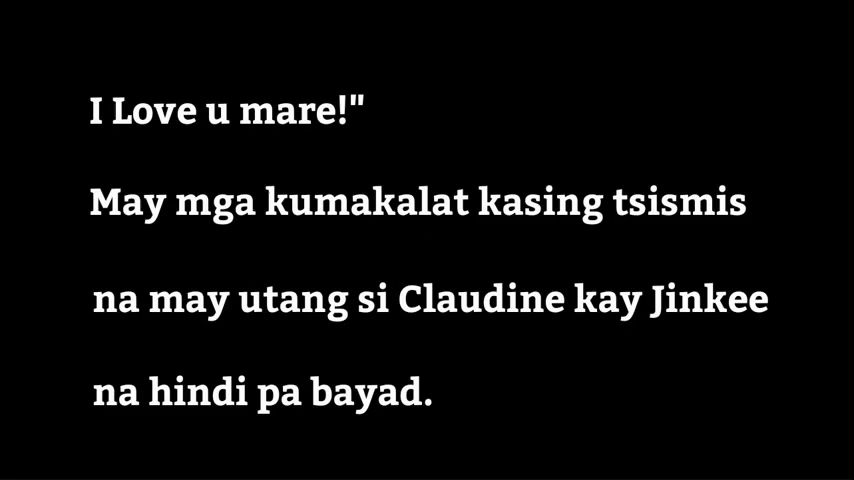 I Love u mare!"
May mga kumakalat kasing tsismis
na may utang si Claudine kay Jinkee
na hindi pa bayad.